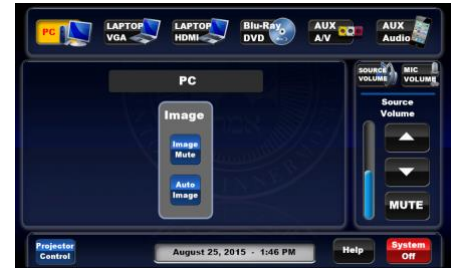 PC
LAPTOP
VGA
LAPTOP
HDMI
Blu-Ray
DVD
AUX
A/V
AUX
Audio
PC
SOURCE
VOLUME
MIC
VOLUME
Image
Image
Mute
Auto
Image
Source
Volume
MUTE
Projector
Control
August 25, 2015 - 1:46 PM
Help
System
Off